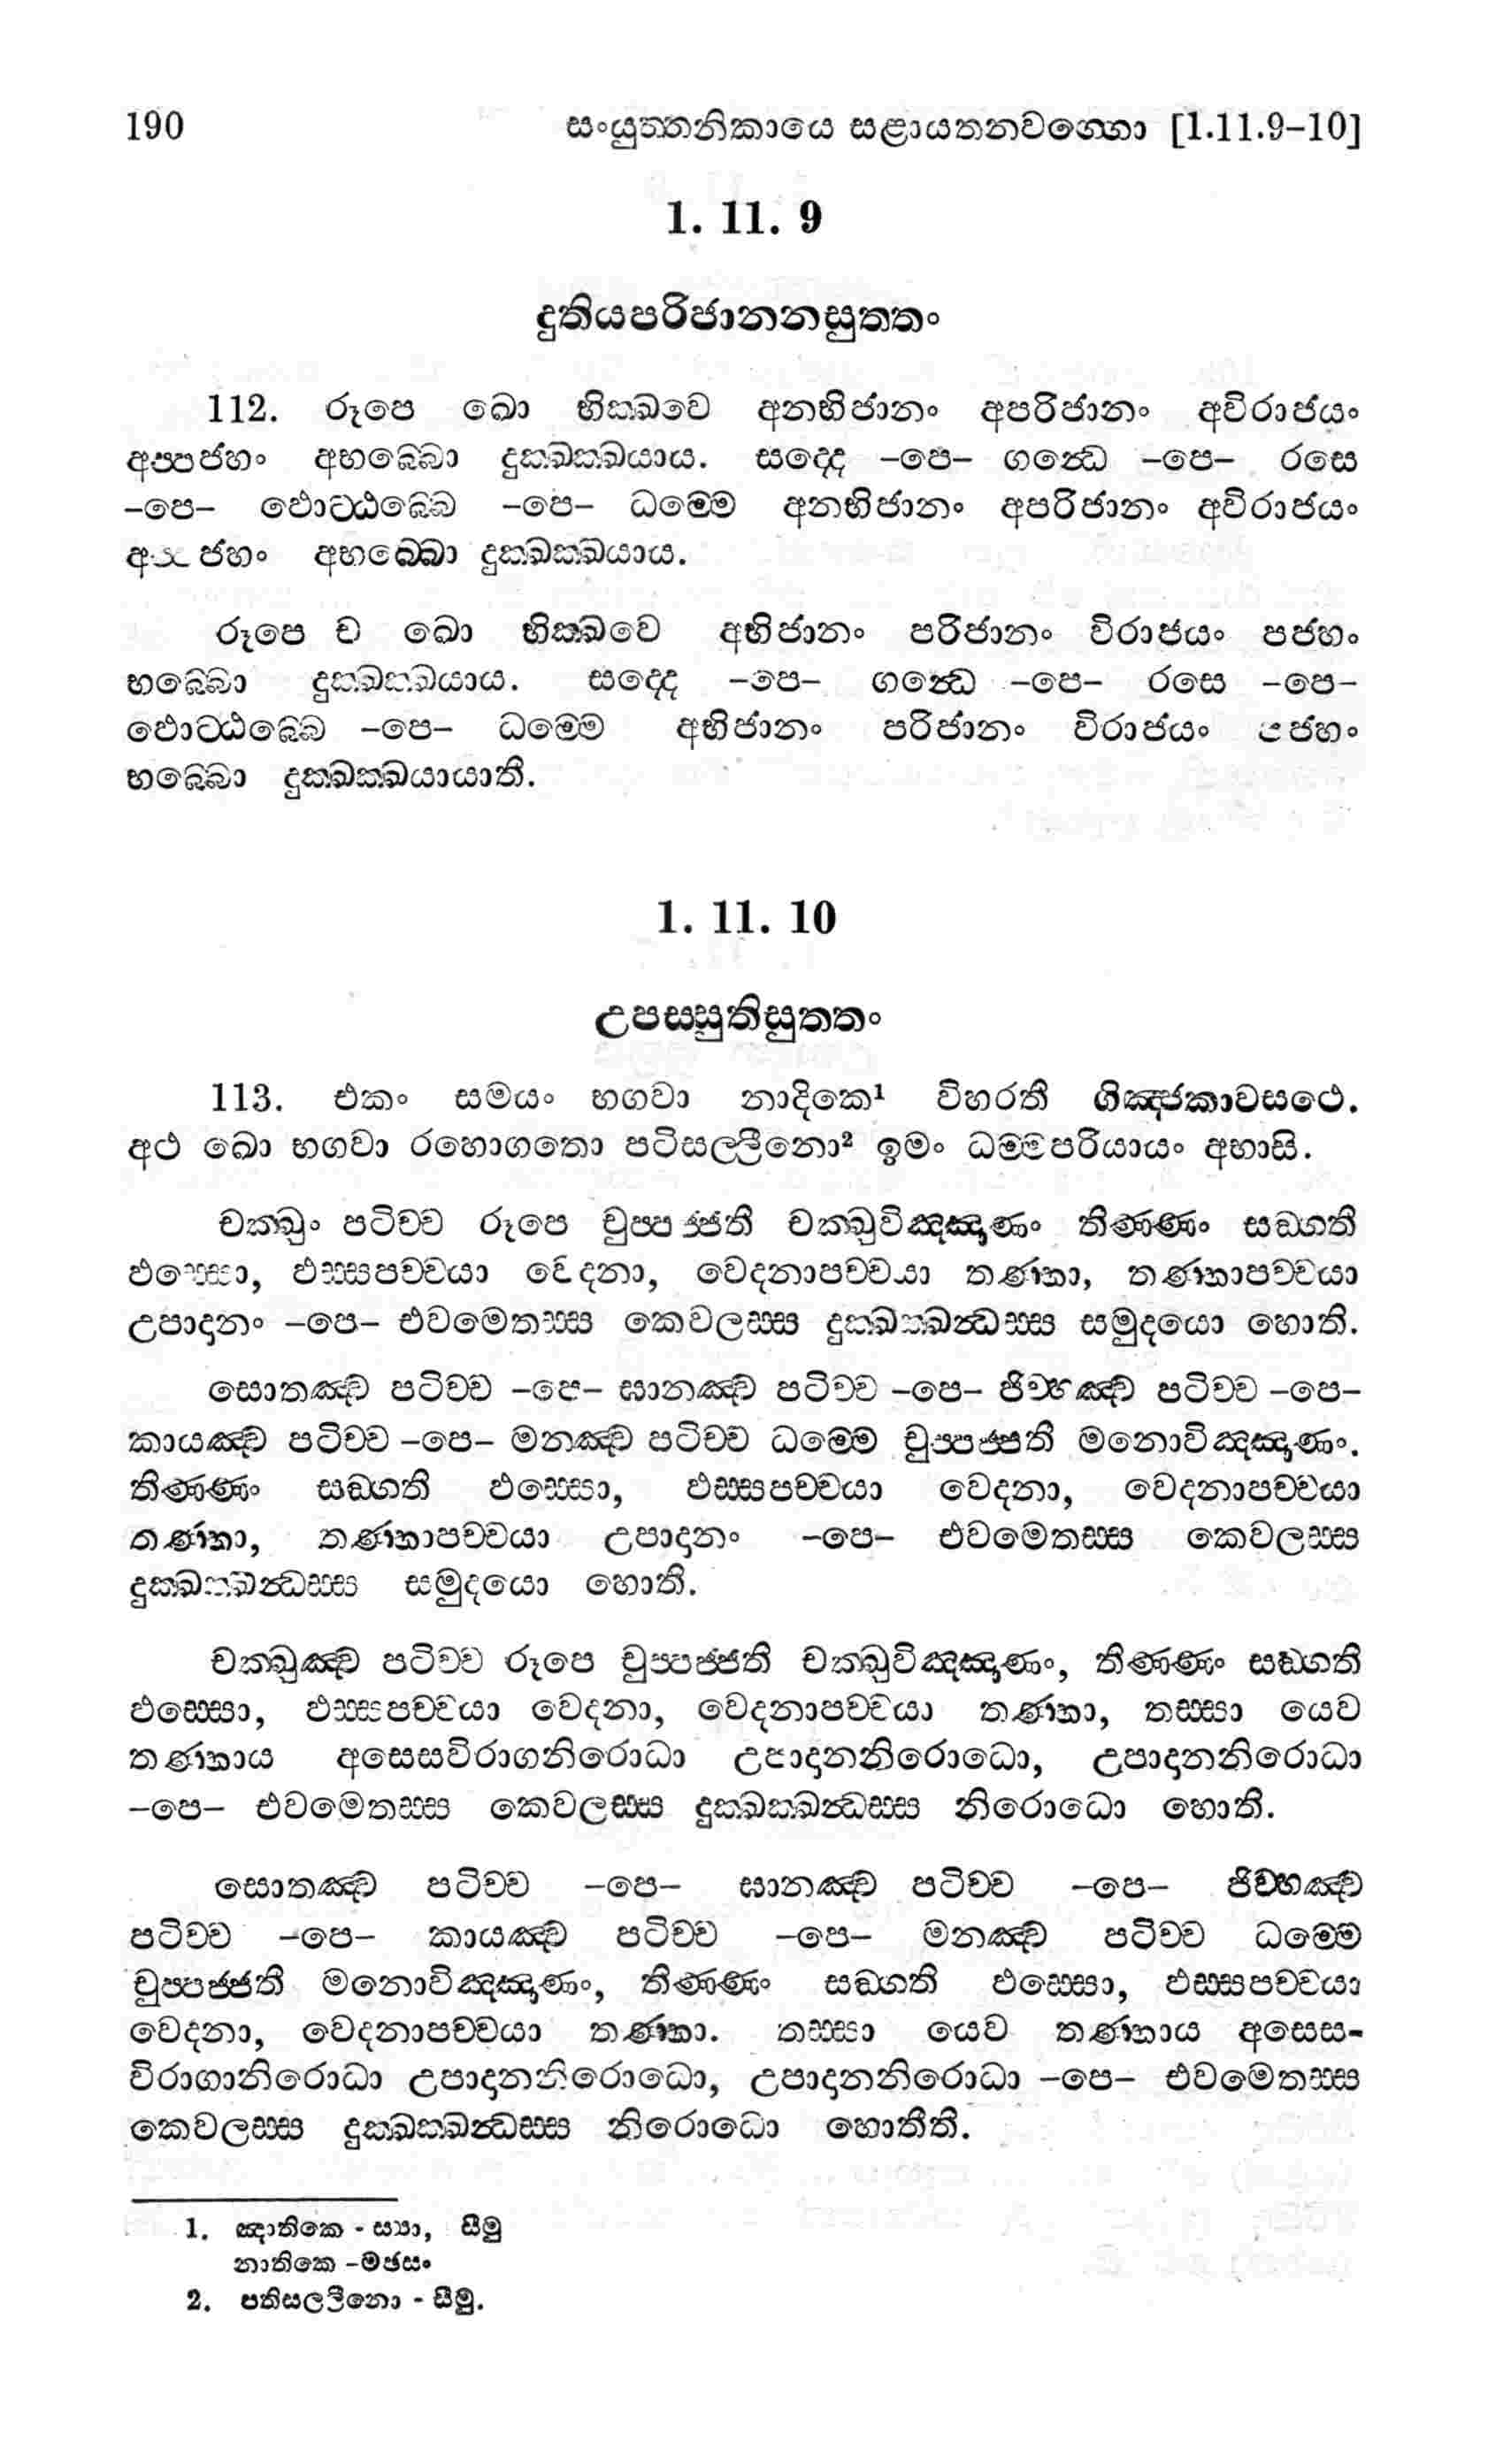 190 සංයුත්තනිකායෙ සළායතනවග්ගො [1.11.9–10]
1. 11. 9
දුතියපරිජානනසුත්තං
112. රූපෙ ඛො භික්ඛවෙ අනභිජානං අපරිජානං අවිරාජයං
අප්පජහං අභබ්බො දුක්ඛක්ඛයාය. සද්දෙ –පෙ– ගන්ධෙ –පෙ– රසෙ
–පෙ– ඵොට්ඨබ්බෙ –පෙ– ධම්මෙ අනභිජානං අපරිජානං අවිරාජයං
අප්පජහං අභබ්බො දුක්ඛක්ඛයාය.
රූපෙ ච ඛො භික්ඛවෙ අභිජානං පරිජානං විරාජයං පජහං
භබ්බො දුක්ඛක්ඛයාය. සද්දෙ –පෙ– ගන්ධෙ –පෙ– රසෙ –පෙ–
ඵොට්ඨබ්බෙ –පෙ– ධම්මෙ අභිජානං පරිජානං විරාජයං පජහං
භබ්බො දුක්ඛක්ඛයායාති.
1. 11. 10
උපස්සුතිසුත්තං
113. එකං සමයං භගවා නාදිකෙ¹ විහරති ගිඤ්ජකාවසථෙ.
අථ ඛො භගවා රහොගතො පටිසල්ලීනො² ඉමං ධම්මපරියායං අභාසි.
චක්ඛුං පටිච්ච රූපෙ චුප්පජ්ජති චක්ඛුවිඤ්ඤාණං තිණ්ණං සඞ්ගති
ඵස්සො, ඵස්සපච්චයා වේදනා, වෙදනාපච්චයා තණ්හා, තණ්හාපච්චයා
උපාදානං –පෙ– එවමෙතස්ස කෙවලස්ස දුක්ඛක්ඛන්ධස්ස සමුදයො හොති.
සොතඤ්ච පටිච්ච –පෙ– ඝානඤ්ච පටිච්ච –පෙ– ජිව්හඤ්ච පටිච්ච –පෙ–
කායඤ්ච පටිච්ච –පෙ– මනඤ්ච පටිච්ච ධම්මෙ චුප්පජ්ජති මනොවිඤ්ඤාණං.
තිණ්ණං සඞ්ගති ඵස්සො, ඵස්සපච්චයා වෙදනා, වෙදනාපච්චයා
තණ්හා, තණ්හාපච්චයා උපාදානං –පෙ– එවමෙතස්ස කෙවලස්ස
දුක්ඛක්ඛන්ධස්ස සමුදයො හොති.
චක්ඛුඤ්ච පටිච්ච රූපෙ චුප්පජ්ජති චක්ඛුවිඤ්ඤාණං, තිණ්ණං සඞ්ගති
ඵස්සො, ඵස්සපච්චයා වෙදනා, වෙදනාපච්චයා තණ්හා, තස්සා යෙව
තණ්හාය අසෙසවිරාගනිරොධා උපාදානනිරොධො, උපාදානනිරොධා
–පෙ– එවමෙතස්ස කෙවලස්ස දුක්ඛක්ඛන්ධස්ස නිරොධො හොති.
සොතඤ්ච පටිච්ච –පෙ– ඝානඤ්ච පටිච්ච –පෙ– ජිව්හඤ්ච
පටිච්ච –පෙ– කායඤ්ච පටිච්ච –පෙ– මනඤ්ච පටිච්ච ධම්මෙ
චුප්පජ්ජති මනොවිඤ්ඤාණං, තිණ්ණං සඞ්ගති ඵස්සො, ඵස්සපච්චයා
වෙදනා, වෙදනාපච්චයා තණ්හා. තස්සා යෙව තණ්හාය අසෙස-
විරාගානිරොධා උපාදානනිරොධො, උපාදානනිරොධා –පෙ– එවමෙතස්ස
කෙවලස්ස දුක්ඛක්ඛන්ධස්ස නිරොධො හොතීති.
1. ඤාතිකෙ - ස්‍යා, සීමු
නාතිකෙ –මඡසං
2. පතිසල්ලීනො - සීමු.